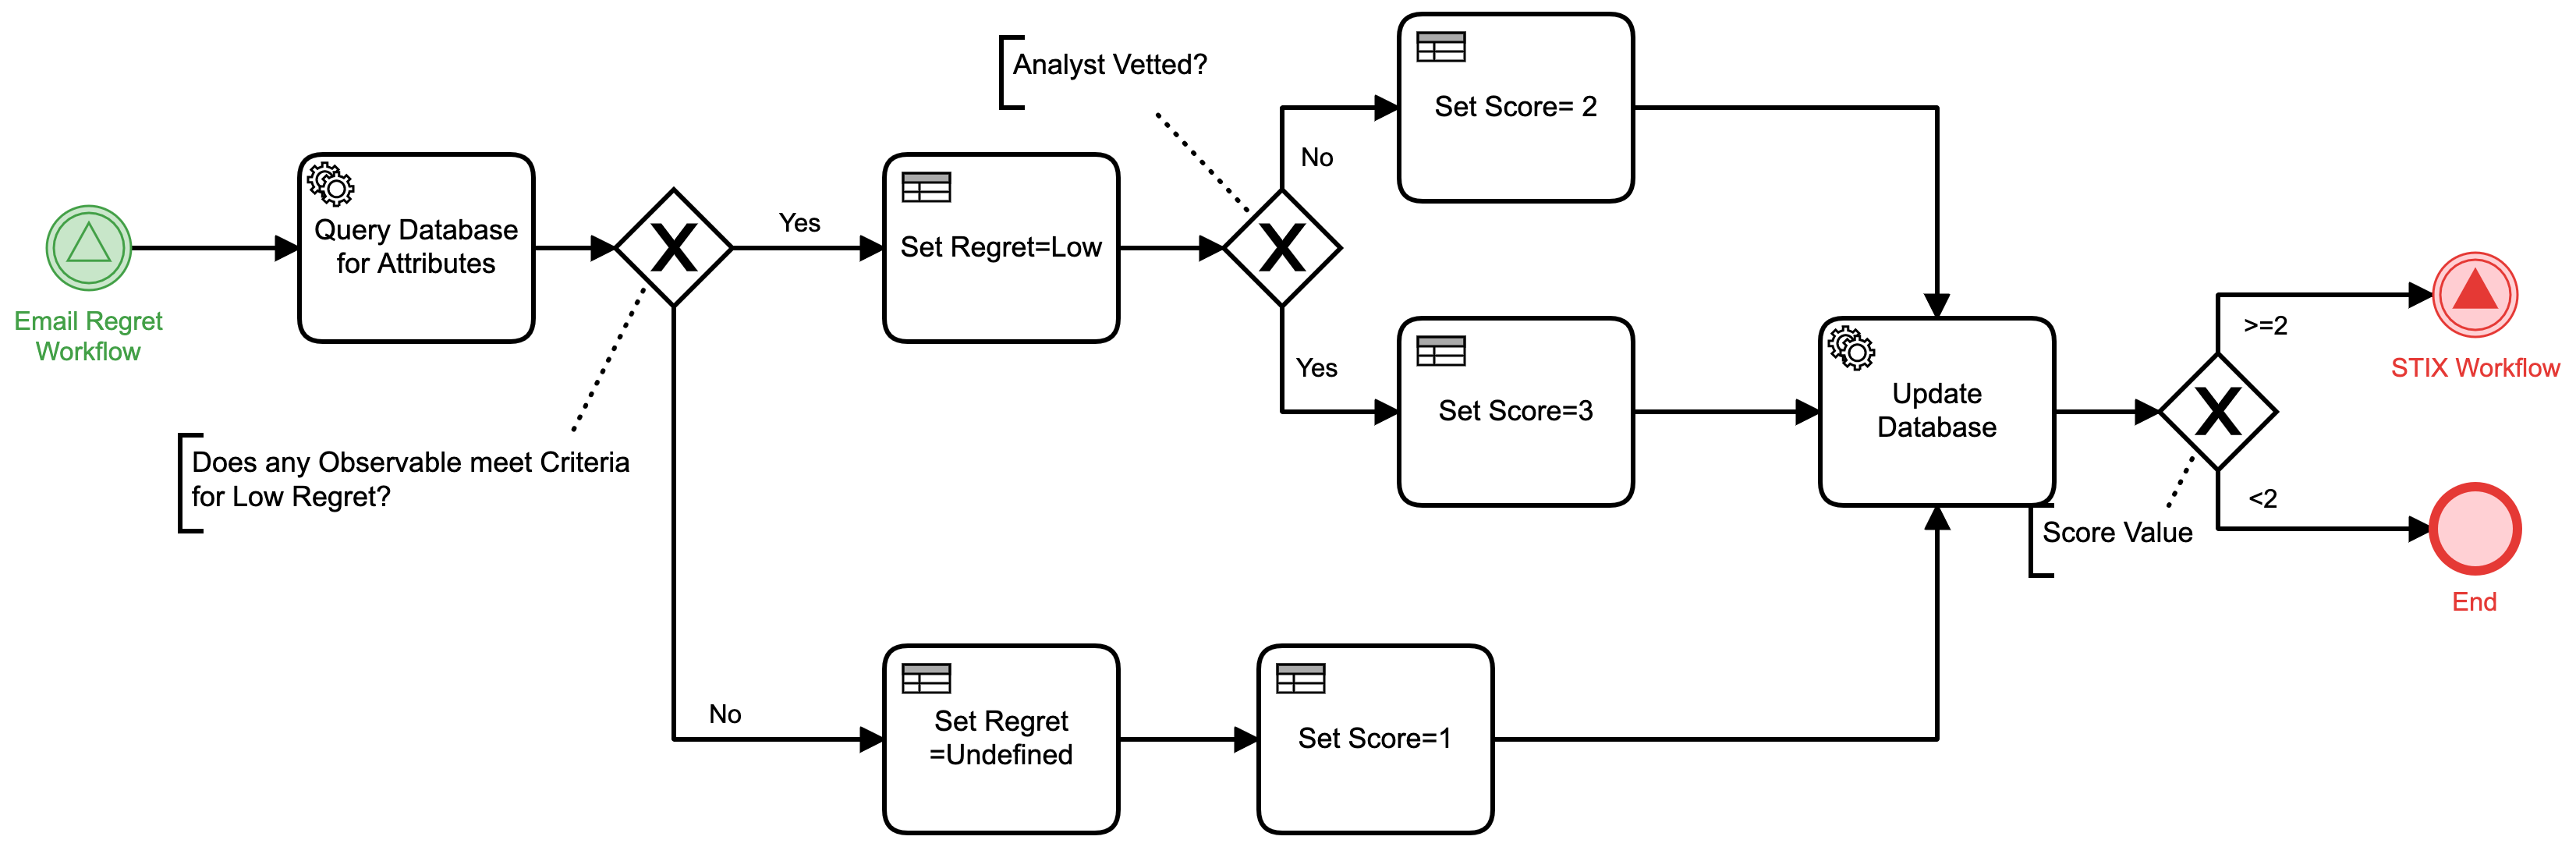 Analyst Vetted?
Set Score= 2
No
Query Database
for Attributes
X
Yes
Set Regret=Low
X
Email Regret
Workflow
>=2
STIX Workflow
Yes
Set Score=3
Update
Database
X
Does any Observable meet Criteria
for Low Regret?
<2
Score Value
End
No
Set Regret
=Undefined
Set Score=1